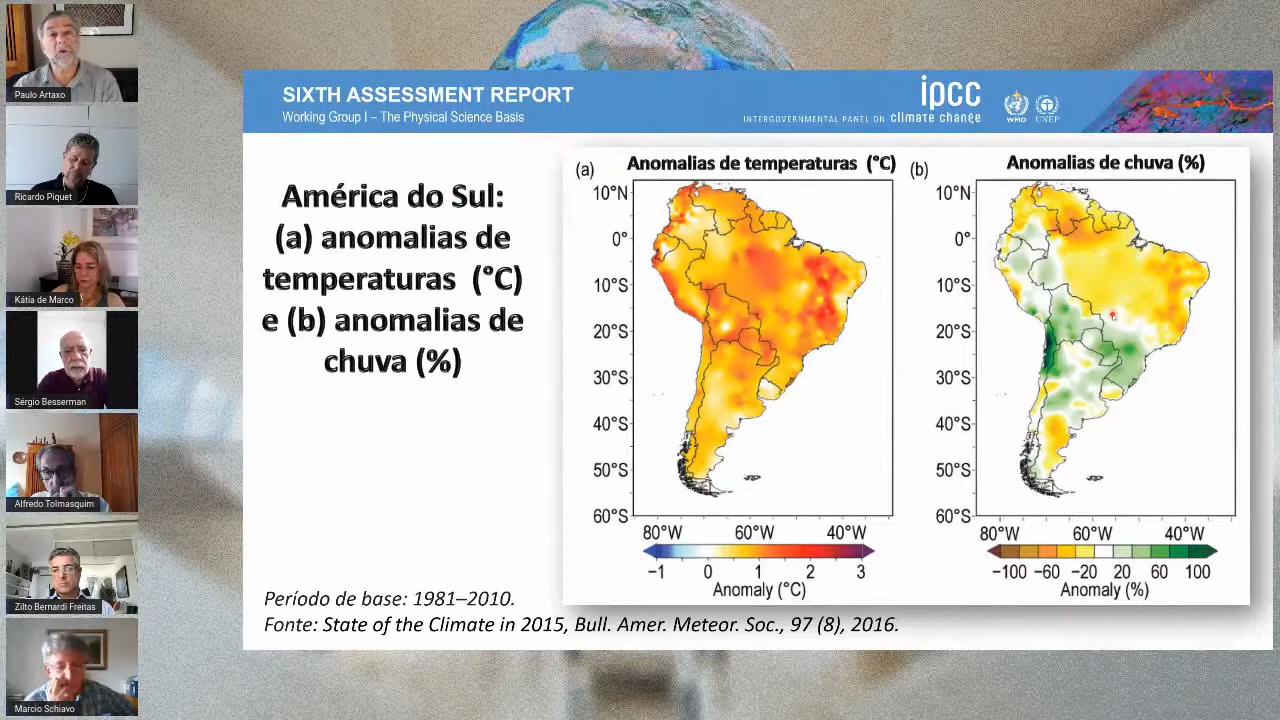 Paulo Artaxo
Ricardo Piquet
Kátia de Marco
Sérgio Besserman
Alfredo Tolmasquim
Zilto Bernardi Freitas
Marcio Schiavo
SIXTH ASSESSMENT REPORT
Working Group I – The Physical Science Basis
ipcc
INTERGOVERNMENTAL PANEL ON climate change
WMO UNEP
América do Sul:
(a) anomalias de
temperaturas (°C)
e (b) anomalias de
chuva (%)
(a) Anomalias de temperaturas (°C)
10°N
0°
10°S
20°S
30°S
40°S
50°S
60°S
80°W 60°W 40°W
−1 0 1 2 3
Anomaly (°C)
(b) Anomalias de chuva (%)
10°N
0°
10°S
20°S
30°S
40°S
50°S
60°S
80°W 60°W 40°W
−100 −60 −20 20 60 100
Anomaly (%)
Período de base: 1981–2010.
Fonte: State of the Climate in 2015, Bull. Amer. Meteor. Soc., 97 (8), 2016.